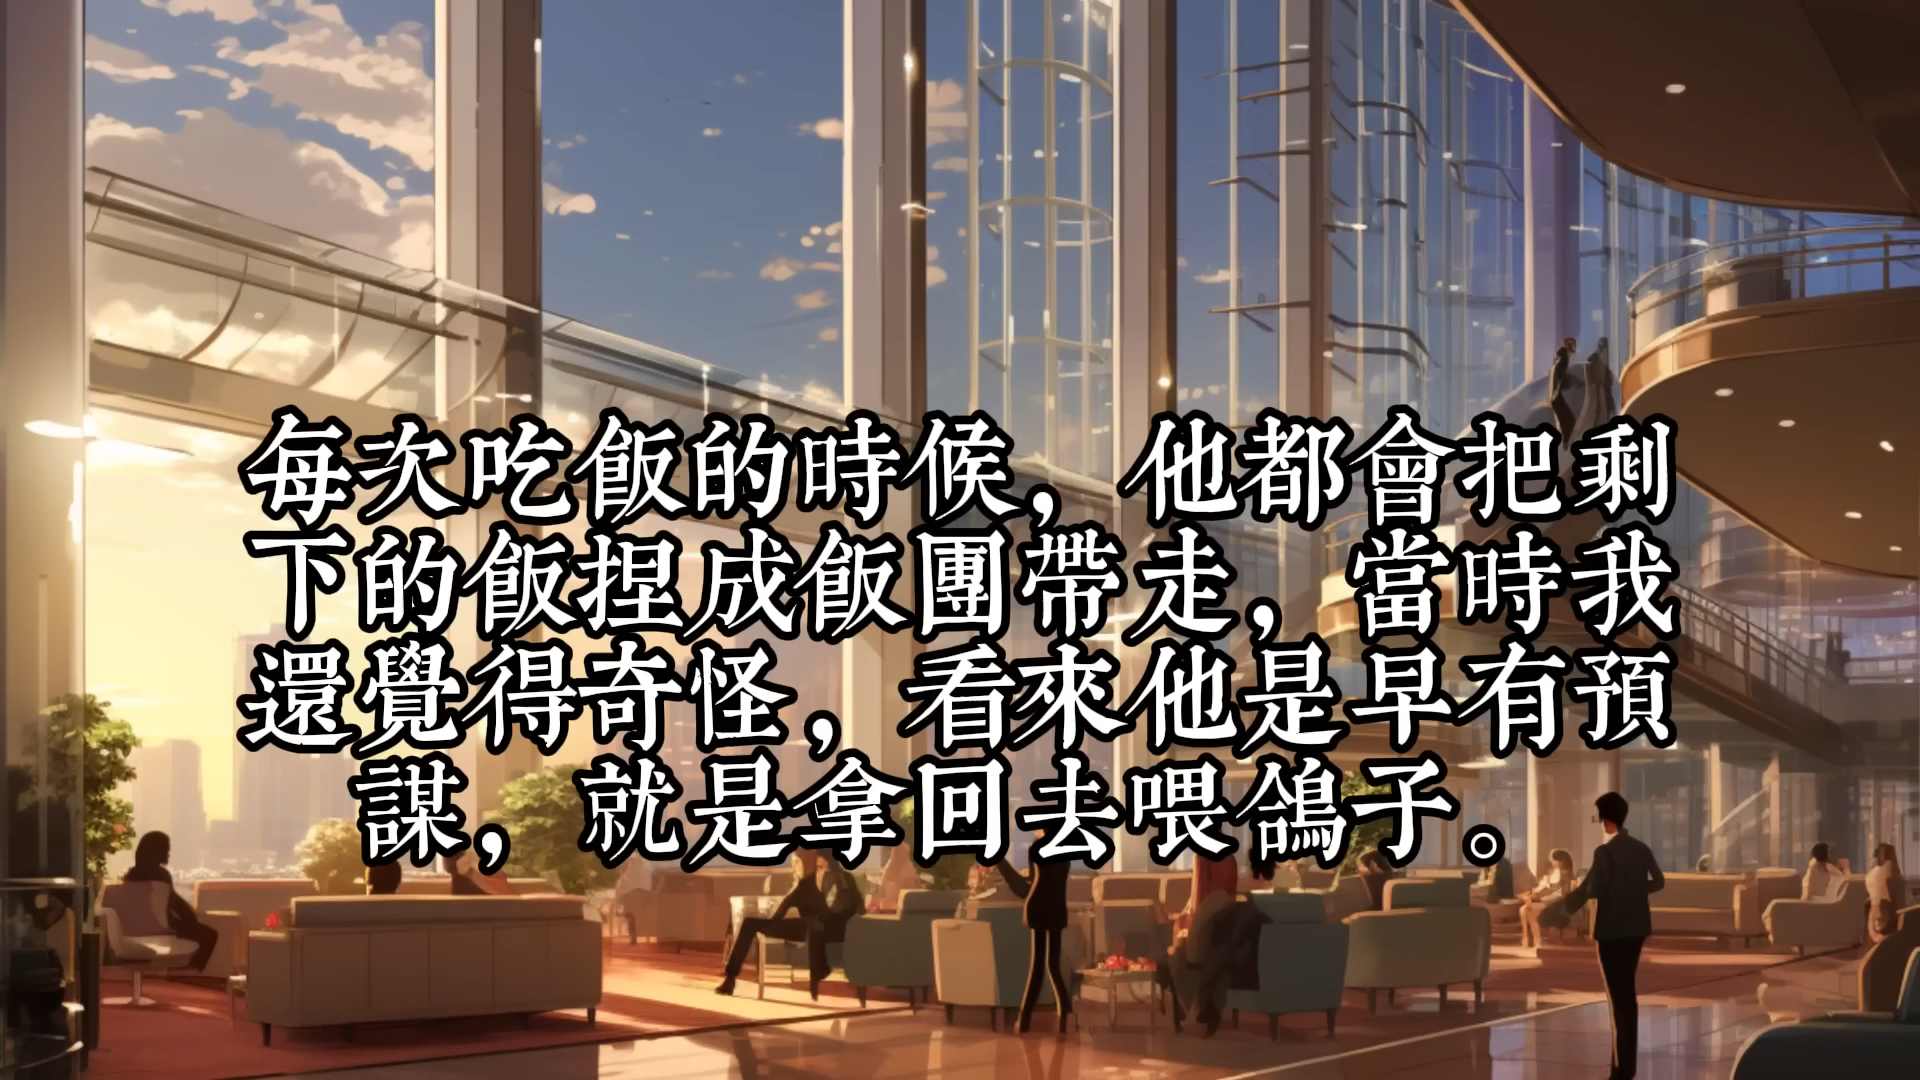 每次吃飯的時候，他都會把剩
下的飯捏成飯團帶走，當時我
還覺得奇怪，看來他是早有預
謀，就是拿回去喂鴿子。